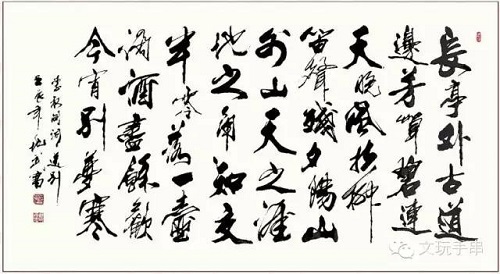 長亭外古道
邊芳草碧連
天晚風拂柳
笛聲殘夕陽山
外山天之涯
地之角知交
半零落一壺
濁酒盡餘歡
今宵別夢寒
李叔同词送别
壬辰年書
文玩手串